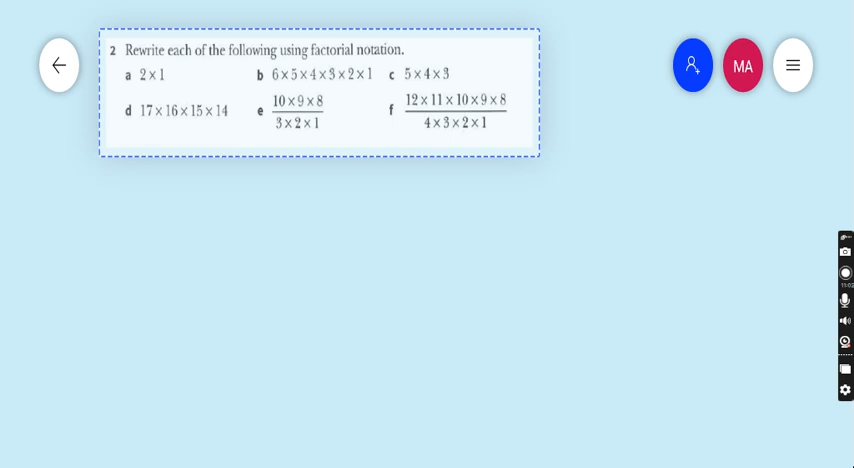 2 Rewrite each of the following using factorial notation.
a 2×1 b 6×5×4×3×2×1 c 5×4×3
d 17×16×15×14 e 10×9×8 / 3×2×1 f 12×11×10×9×8 / 4×3×2×1
MA